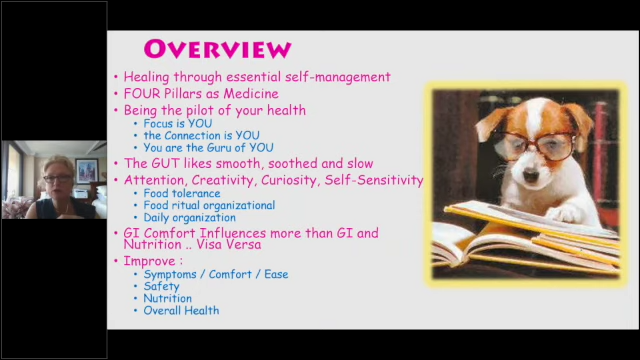 OVERVIEW
• Healing through essential self-management
• FOUR Pillars as Medicine
• Being the pilot of your health
• Focus is YOU
• the Connection is YOU
• You are the Guru of YOU
• The GUT likes smooth, soothed and slow
• Attention, Creativity, Curiosity, Self-Sensitivity
• Food tolerance
• Food ritual organizational
• Daily organization
• GI Comfort Influences more than GI and
Nutrition .. Visa Versa
• Improve :
• Symptoms / Comfort / Ease
• Safety
• Nutrition
• Overall Health